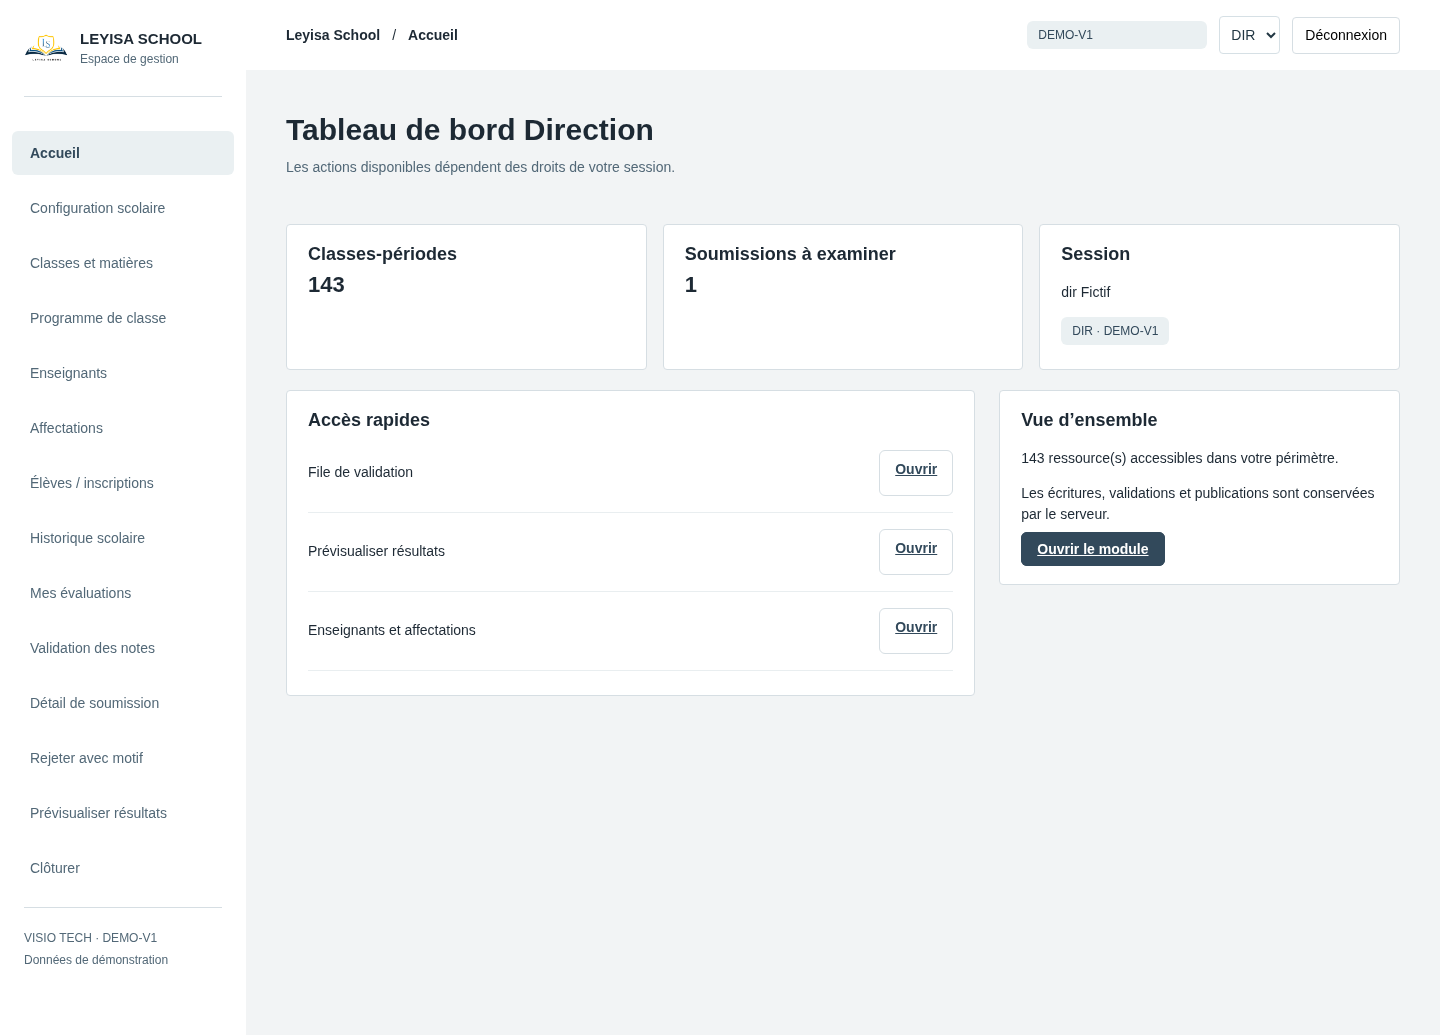 LEYISA SCHOOL
Espace de gestion
Accueil
Configuration scolaire
Classes et matières
Programme de classe
Enseignants
Affectations
Élèves / inscriptions
Historique scolaire
Mes évaluations
Validation des notes
Détail de soumission
Rejeter avec motif
Prévisualiser résultats
Clôturer
VISIO TECH · DEMO-V1
Données de démonstration
Leyisa School / Accueil
DEMO-V1
DIR
Déconnexion
Tableau de bord Direction
Les actions disponibles dépendent des droits de votre session.
Classes-périodes
143
Soumissions à examiner
1
Session
dir Fictif
DIR · DEMO-V1
Accès rapides
File de validation
Ouvrir
Prévisualiser résultats
Ouvrir
Enseignants et affectations
Ouvrir
Vue d’ensemble
143 ressource(s) accessibles dans votre périmètre.
Les écritures, validations et publications sont conservées
par le serveur.
Ouvrir le module